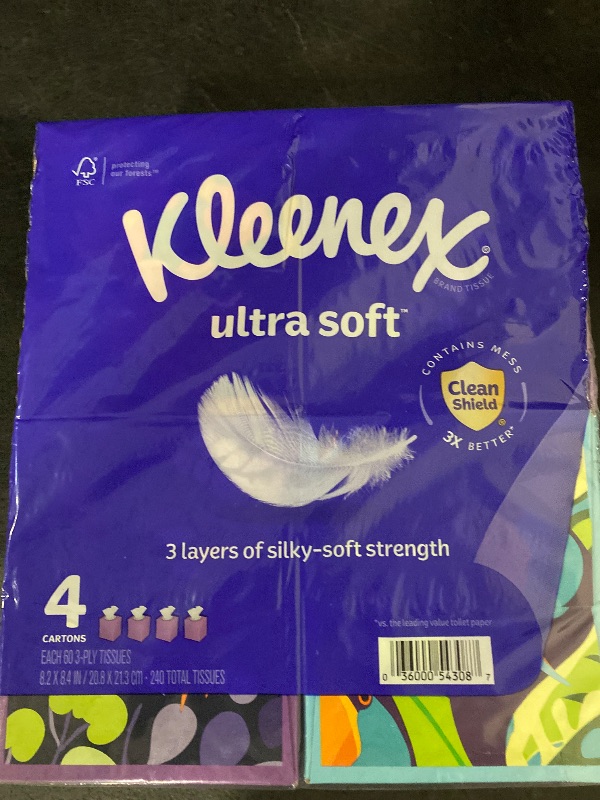 FSC
protecting
our forests™
Kleenex®
BRAND TISSUE
ultra soft™
CONTAINS MESS
Clean
Shield®
3X BETTER*
3 layers of silky-soft strength
4
CARTONS
EACH 60 3-PLY TISSUES
8.2 X 8.4 IN / 20.8 X 21.3 cm · 240 TOTAL TISSUES
*vs. the leading value toilet paper
0 36000 54308 7